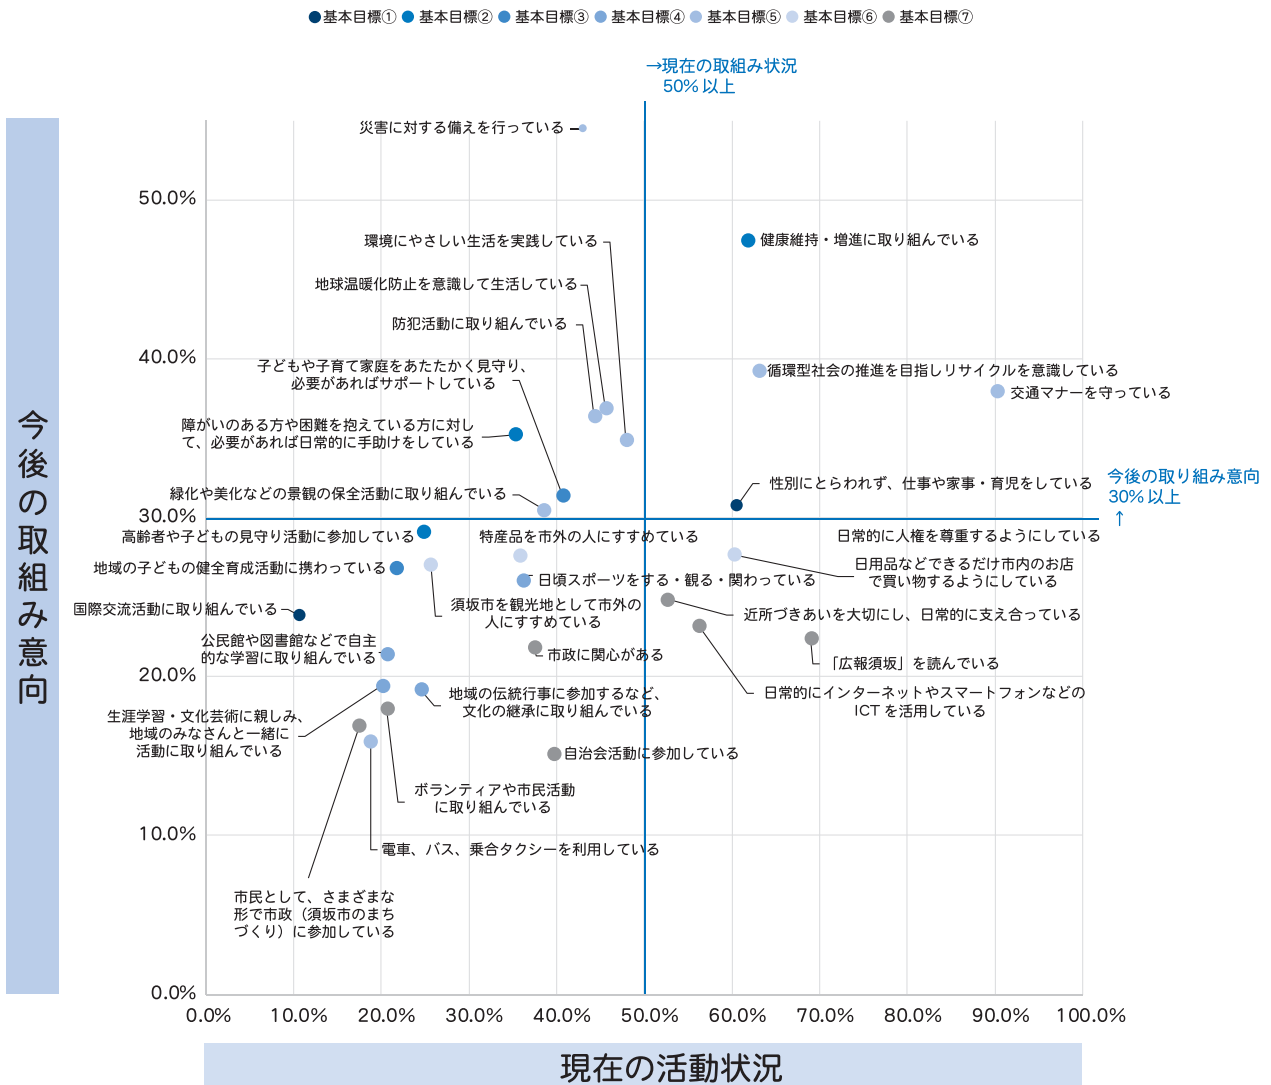 基本目標① 基本目標② 基本目標③ 基本目標④ 基本目標⑤ 基本目標⑥ 基本目標⑦
→現在の取組み状況
50% 以上
災害に対する備えを行っている
50.0%
環境にやさしい生活を実践している
健康維持・増進に取り組んでいる
地球温暖化防止を意識して生活している
防犯活動に取り組んでいる
40.0%
子どもや子育て家庭をあたたかく見守り、
必要があればサポートしている
循環型社会の推進を目指しリサイクルを意識している
交通マナーを守っている
障がいのある方や困難を抱えている方に対し
て、必要があれば日常的に手助けをしている
緑化や美化などの景観の保全活動に取り組んでいる
性別にとらわれず、仕事や家事・育児をしている
今後の取り組み意向
30% 以上
↑
30.0%
高齢者や子どもの見守り活動に参加している
特産品を市外の人にすすめている
日常的に人権を尊重するようにしている
地域の子どもの健全育成活動に携わっている
日頃スポーツをする・観る・関わっている
日用品などできるだけ市内のお店
で買い物するようにしている
国際交流活動に取り組んでいる
須坂市を観光地として市外の
人にすすめている
近所づきあいを大切にし、日常的に支え合っている
公民館や図書館などで自主
的な学習に取り組んでいる
市政に関心がある
「広報須坂」を読んでいる
20.0%
地域の伝統行事に参加するなど、
文化の継承に取り組んでいる
日常的にインターネットやスマートフォンなどの
ICT を活用している
生涯学習・文化芸術に親しみ、
地域のみなさんと一緒に
活動に取り組んでいる
自治会活動に参加している
ボランティアや市民活動
に取り組んでいる
10.0%
電車、バス、乗合タクシーを利用している
市民として、さまざまな
形で市政（須坂市のまち
づくり）に参加している
0.0%
0.0% 10.0% 20.0% 30.0% 40.0% 50.0% 60.0% 70.0% 80.0% 90.0% 100.0%
今後の取組み意向
現在の活動状況